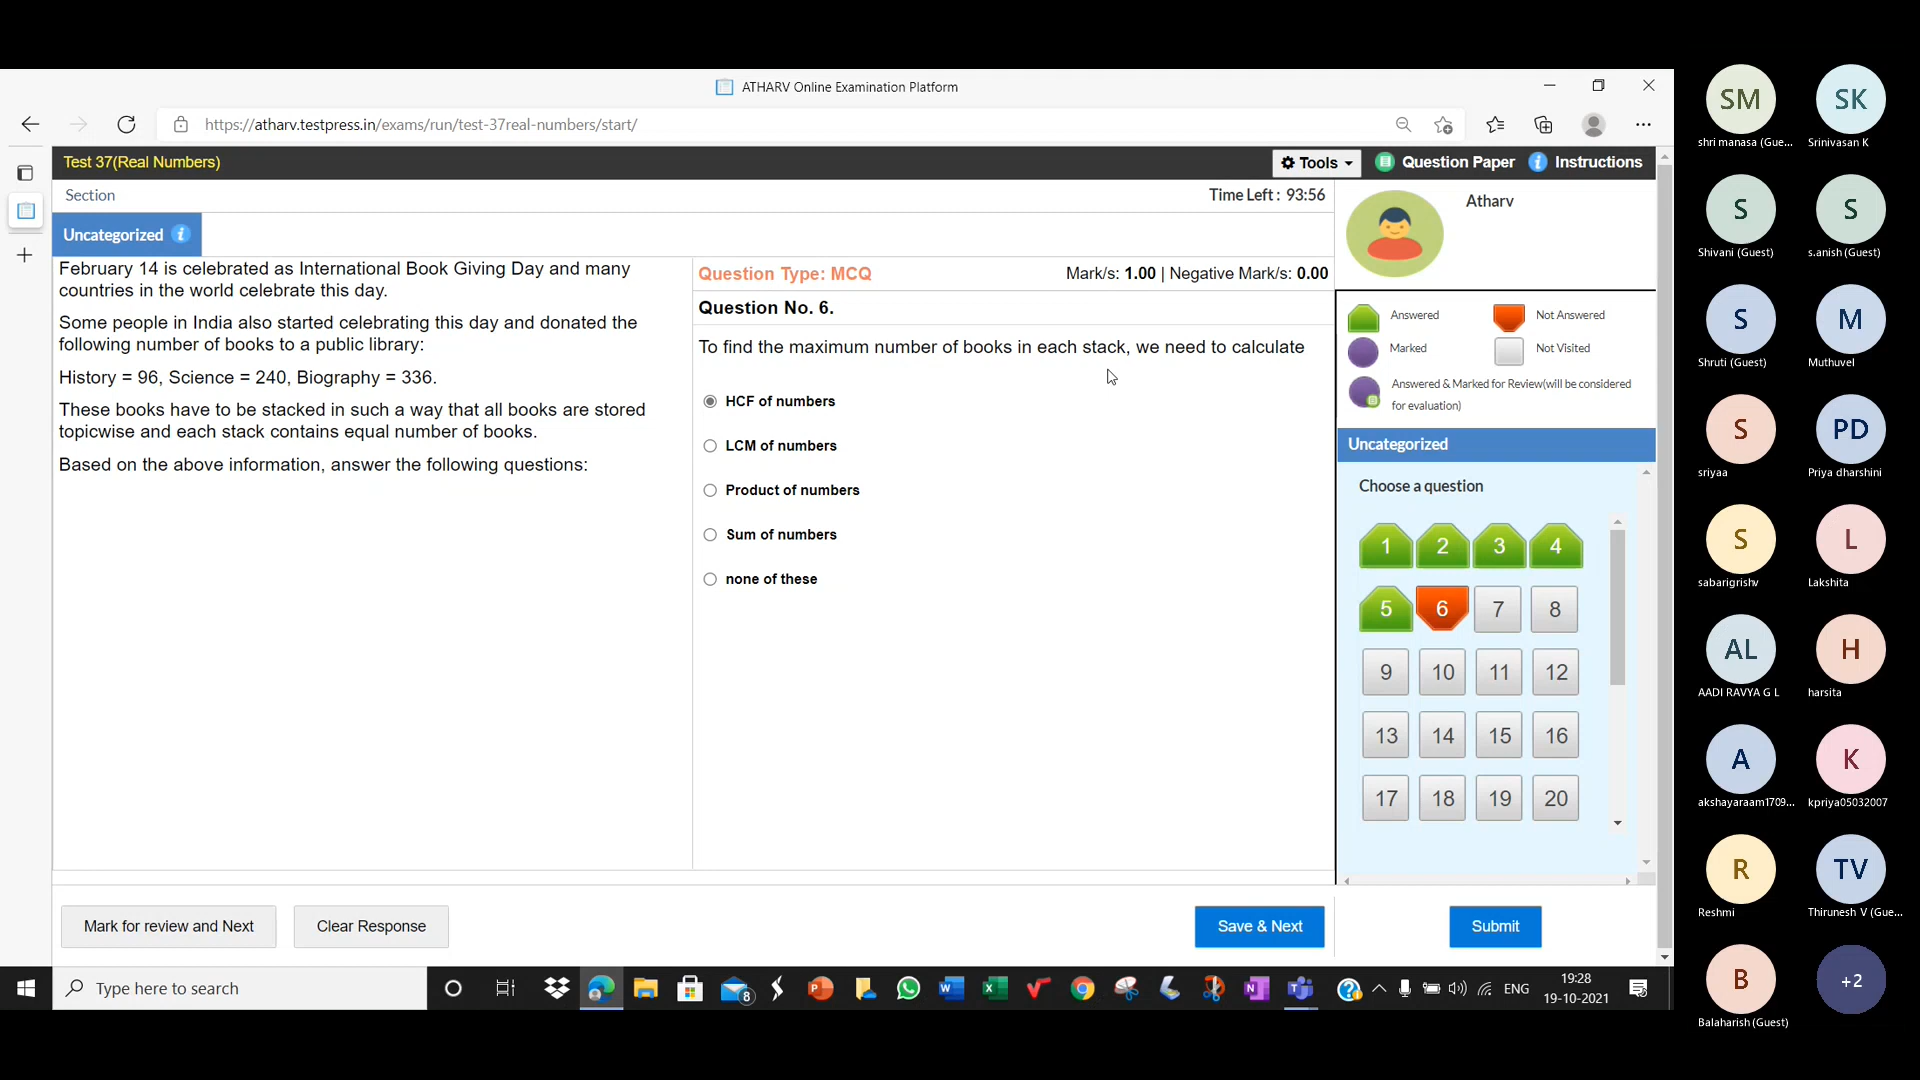 ATHARV Online Examination Platform
https://atharv.testpress.in/exams/run/test-37real-numbers/start/
Test 37(Real Numbers)
Tools
Question Paper
i Instructions
Section
Time Left : 93:56
Atharv
Uncategorized i
February 14 is celebrated as International Book Giving Day and many
countries in the world celebrate this day.
Some people in India also started celebrating this day and donated the
following number of books to a public library:
History = 96, Science = 240, Biography = 336.
These books have to be stacked in such a way that all books are stored
topicwise and each stack contains equal number of books.
Based on the above information, answer the following questions:
Question Type: MCQ
Mark/s: 1.00 | Negative Mark/s: 0.00
Question No. 6.
To find the maximum number of books in each stack, we need to calculate
HCF of numbers
LCM of numbers
Product of numbers
Sum of numbers
none of these
Answered
Not Answered
Marked
Not Visited
Answered & Marked for Review(will be considered
for evaluation)
Uncategorized
Choose a question
1 2 3 4
5 6 7 8
9 10 11 12
13 14 15 16
17 18 19 20
Mark for review and Next
Clear Response
Save & Next
Submit
Type here to search
8
ENG
19:28
19-10-2021
SM
shri manasa (Gue...
SK
Srinivasan K
S
Shivani (Guest)
S
s.anish (Guest)
S
Shruti (Guest)
M
Muthuvel
S
sriyaa
PD
Priya dharshini
S
sabarigrishv
L
Lakshita
AL
AADI RAVYA G L
H
harsita
A
akshayaraam1709...
K
kpriya05032007
R
Reshmi
TV
Thirunesh V (Gue...
B
Balaharish (Guest)
+2